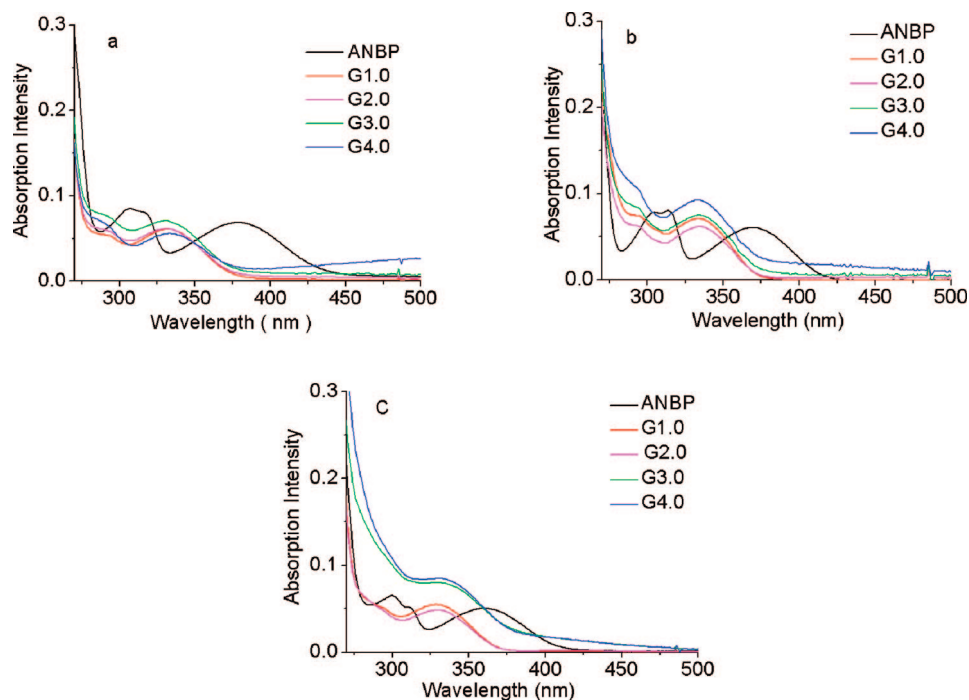 a
0.3
0.2
0.1
0.0
Absorption Intensity
300
350
400
450
500
Wavelength ( nm )
ANBP
G1.0
G2.0
G3.0
G4.0
b
0.3
0.2
0.1
0.0
Absorption Intensity
300
350
400
450
500
Wavelength (nm)
ANBP
G1.0
G2.0
G3.0
G4.0
C
0.3
0.2
0.1
0.0
Absorption Intensity
300
350
400
450
500
Wavelength (nm)
ANBP
G1.0
G2.0
G3.0
G4.0